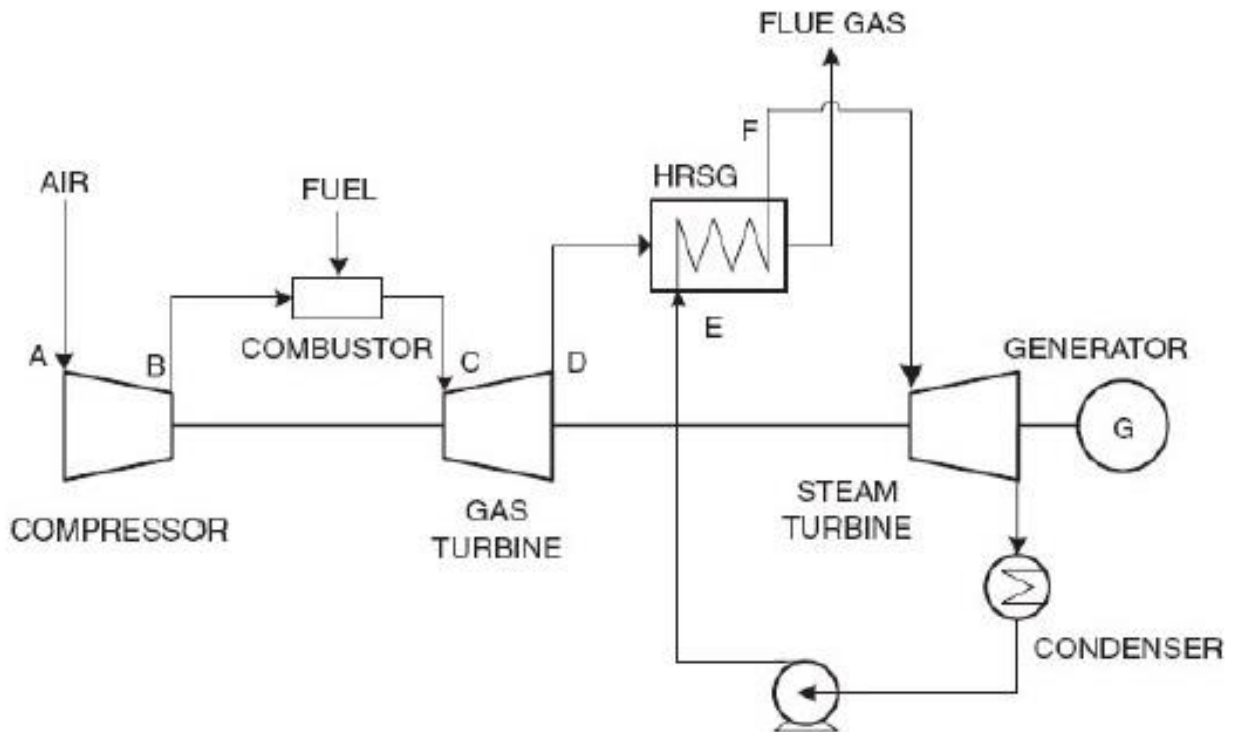 FLUE GAS
F
HRSG
AIR
FUEL
E
GENERATOR
A
B
COMBUSTOR
C
D
G
COMPRESSOR
GAS
TURBINE
STEAM
TURBINE
CONDENSER